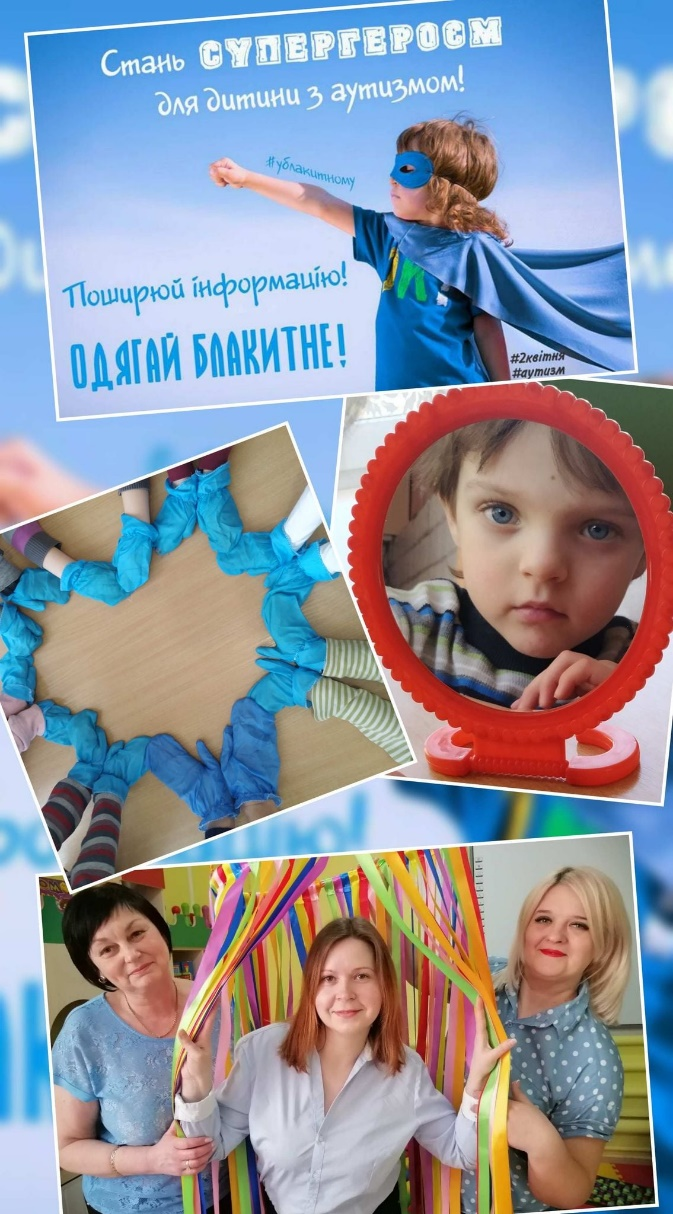 Стань СУПЕРГЕРОЄМ
для дитини з аутизмом!
#ублакитному
Поширюй інформацію!
ОДЯГАЙ БЛАКИТНЕ!
#2квітня
#аутизм